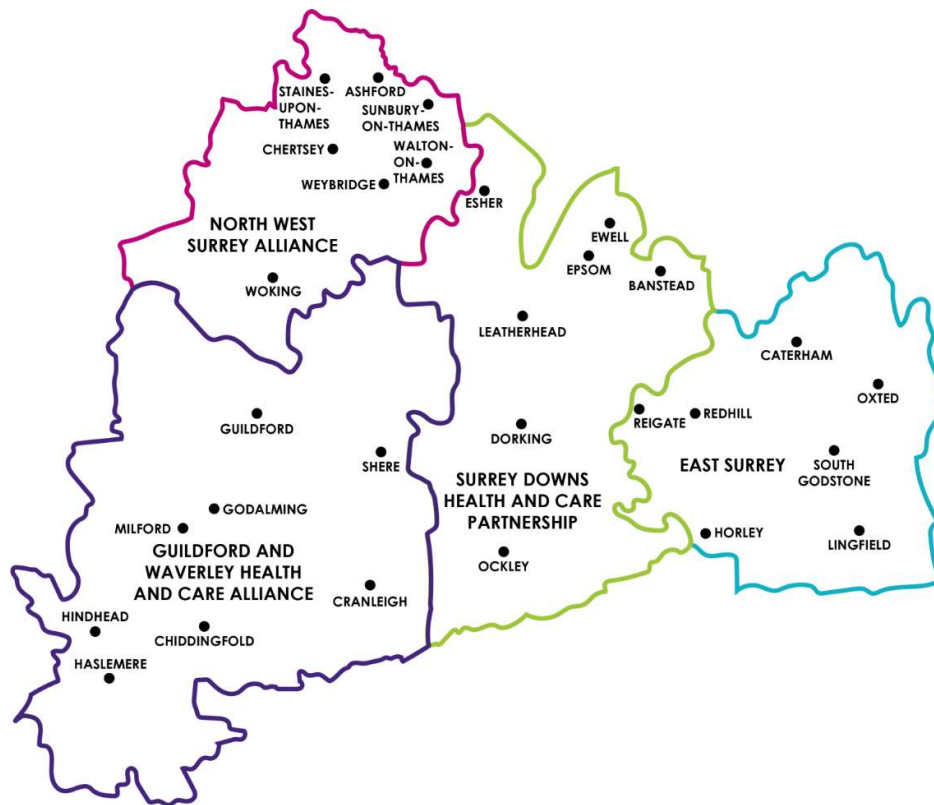 STAINES-
UPON-
THAMES
ASHFORD
SUNBURY-
ON-THAMES
CHERTSEY
WALTON-
ON-
THAMES
WEYBRIDGE
ESHER
NORTH WEST
SURREY ALLIANCE
WOKING
EWELL
EPSOM
BANSTEAD
LEATHERHEAD
CATERHAM
OXTED
GUILDFORD
DORKING
REIGATE
REDHILL
SHERE
EAST SURREY
SOUTH
GODSTONE
SURREY DOWNS
HEALTH AND CARE
PARTNERSHIP
GODALMING
MILFORD
HORLEY
LINGFIELD
GUILDFORD AND
WAVERLEY HEALTH
AND CARE ALLIANCE
OCKLEY
CRANLEIGH
HINDHEAD
CHIDDINGFOLD
HASLEMERE